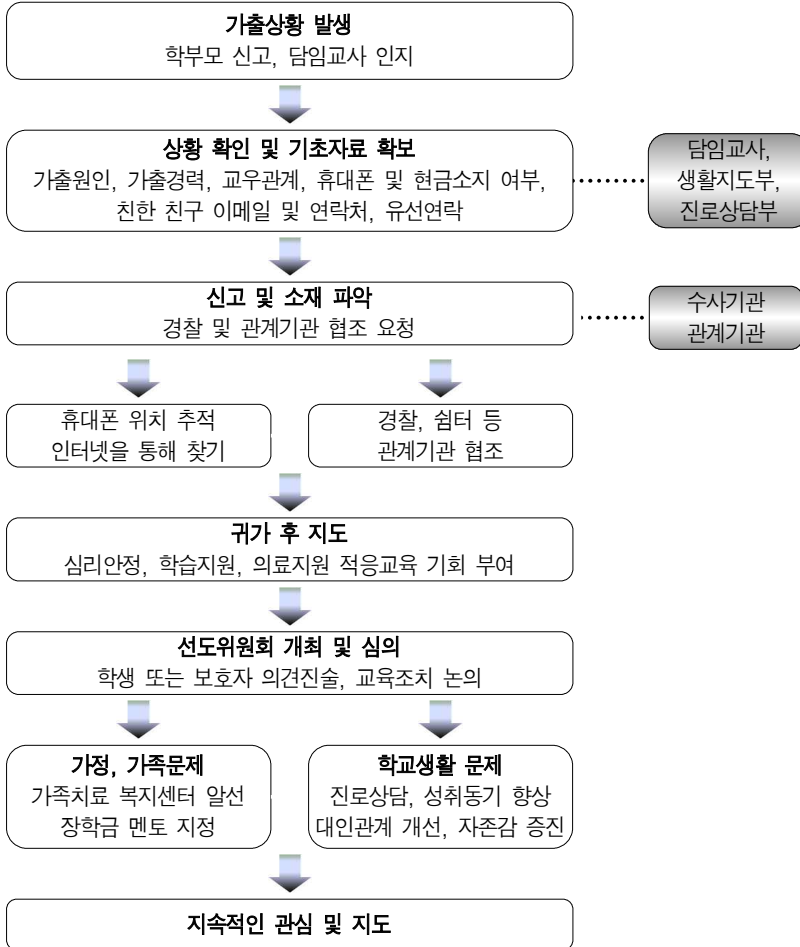 가출상황 발생
학부모 신고, 담임교사 인지
상황 확인 및 기초자료 확보
가출원인, 가출경력, 교우관계, 휴대폰 및 현금소지 여부,
친한 친구 이메일 및 연락처, 유선연락
담임교사,
생활지도부,
진로상담부
신고 및 소재 파악
경찰 및 관계기관 협조 요청
수사기관
관계기관
휴대폰 위치 추적
인터넷을 통해 찾기
경찰, 쉼터 등
관계기관 협조
귀가 후 지도
심리안정, 학습지원, 의료지원 적응교육 기회 부여
선도위원회 개최 및 심의
학생 또는 보호자 의견진술, 교육조치 논의
가정, 가족문제
가족치료 복지센터 알선
장학금 멘토 지정
학교생활 문제
진로상담, 성취동기 향상
대인관계 개선, 자존감 증진
지속적인 관심 및 지도